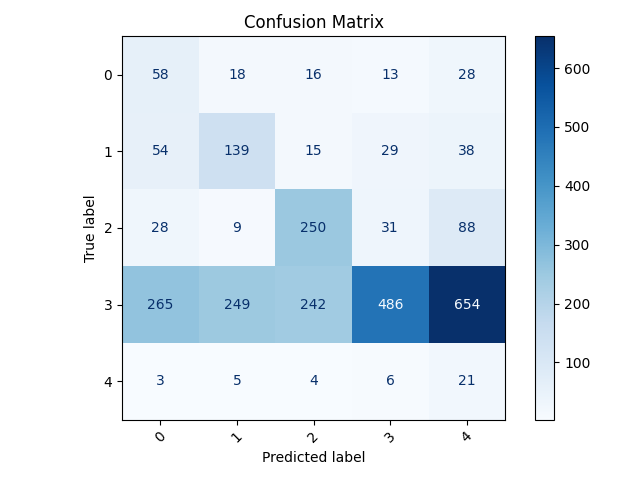 Confusion Matrix
0 58 18 16 13 28
1 54 139 15 29 38
2 28 9 250 31 88
3 265 249 242 486 654
4 3 5 4 6 21
0 1 2 3 4
Predicted label
True label
600
500
400
300
200
100